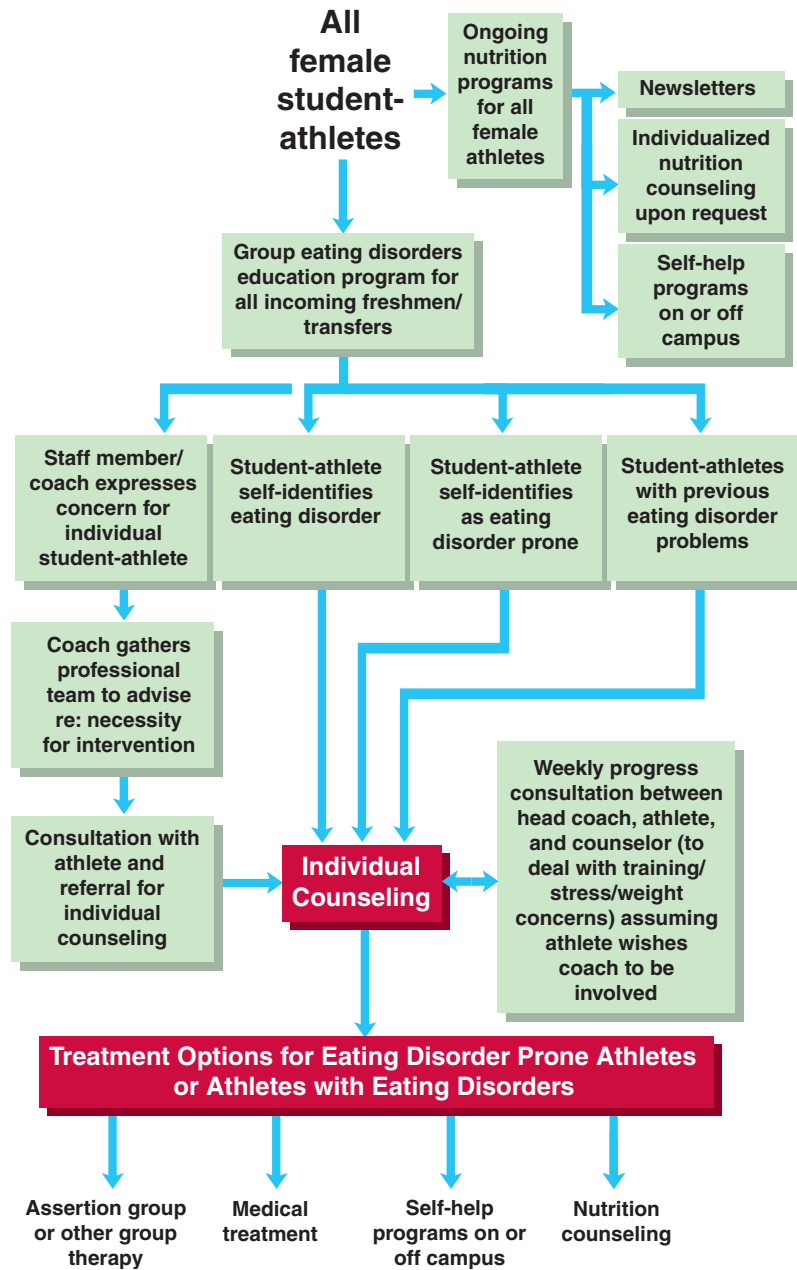 All
female
student-
athletes
Ongoing
nutrition
programs
for all
female
athletes
Newsletters
Individualized
nutrition
counseling
upon request
Self-help
programs
on or off
campus
Group eating disorders
education program for
all incoming freshmen/
transfers
Staff member/
coach expresses
concern for
individual
student-athlete
Student-athlete
self-identifies
eating disorder
Student-athlete
self-identifies
as eating
disorder prone
Student-athletes
with previous
eating disorder
problems
Coach gathers
professional
team to advise
re: necessity
for intervention
Consultation with
athlete and
referral for
individual
counseling
Individual
Counseling
Weekly progress
consultation between
head coach, athlete,
and counselor (to
deal with training/
stress/weight
concerns) assuming
athlete wishes
coach to be
involved
Treatment Options for Eating Disorder Prone Athletes
or Athletes with Eating Disorders
Assertion group
or other group
therapy
Medical
treatment
Self-help
programs on or
off campus
Nutrition
counseling